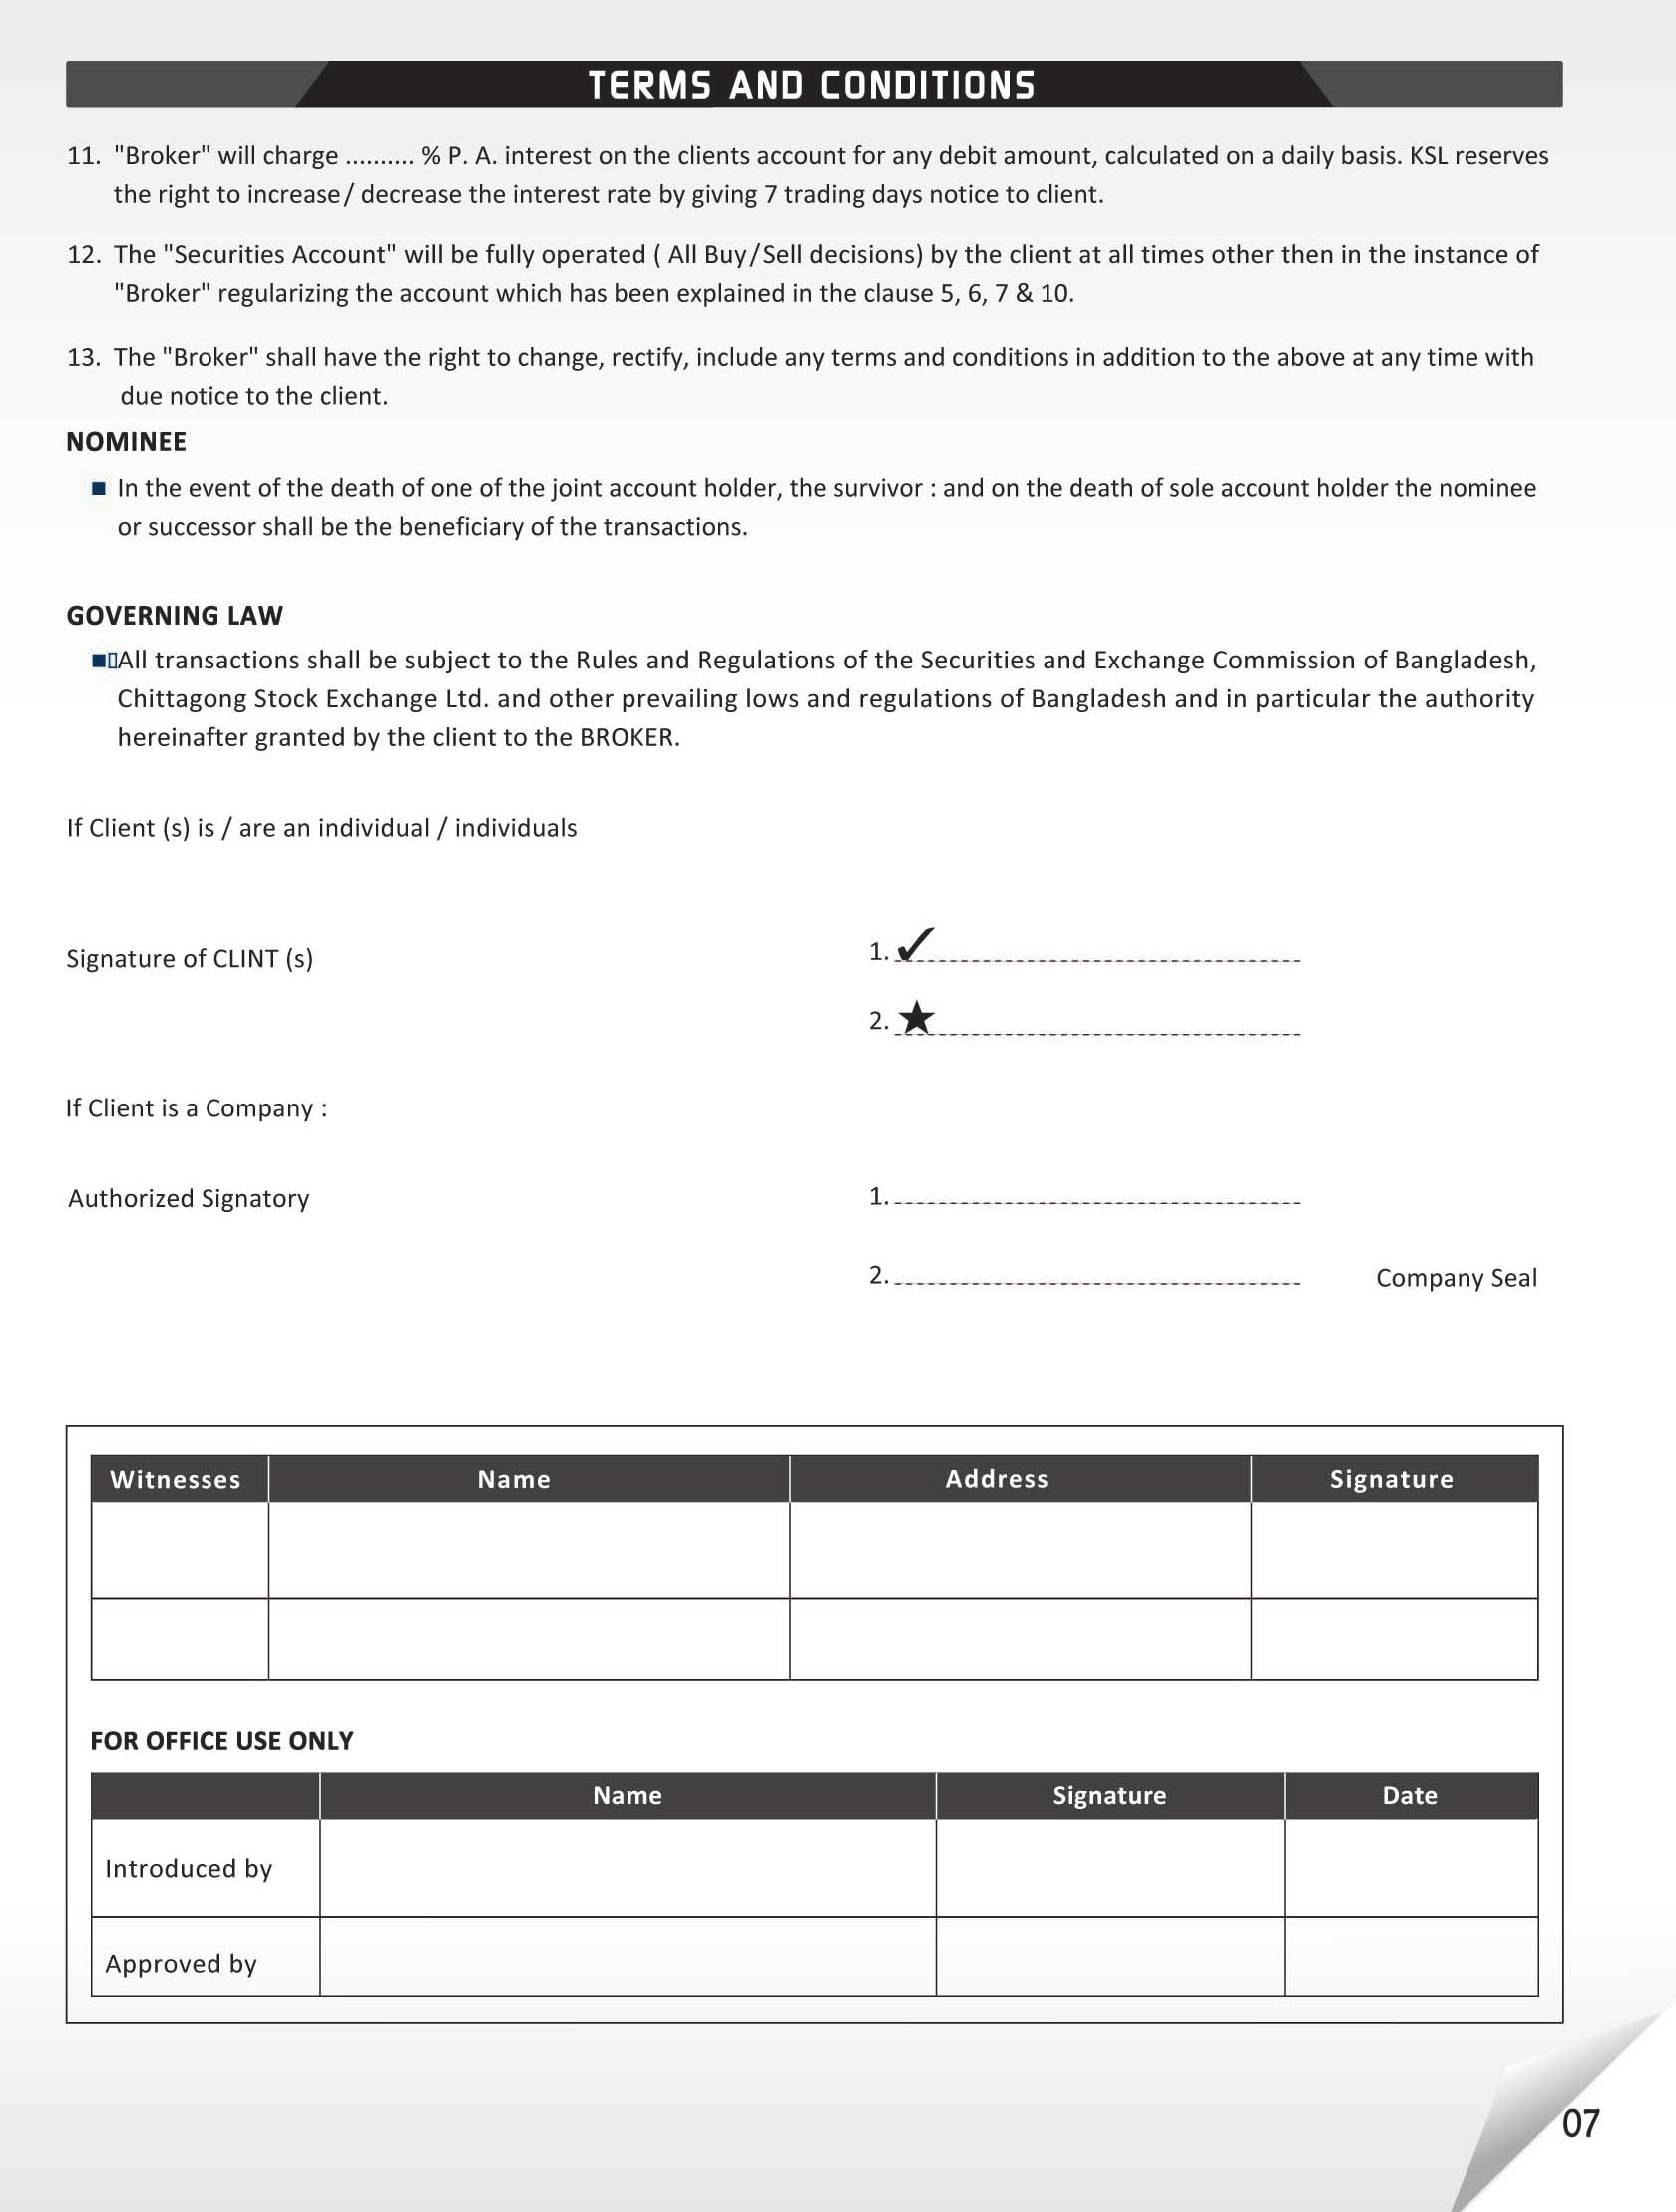 TERMS AND CONDITIONS
11. "Broker" will charge .......... % P. A. interest on the clients account for any debit amount, calculated on a daily basis. KSL reserves
the right to increase/ decrease the interest rate by giving 7 trading days notice to client.
12. The "Securities Account" will be fully operated ( All Buy/Sell decisions) by the client at all times other then in the instance of
"Broker" regularizing the account which has been explained in the clause 5, 6, 7 & 10.
13. The "Broker" shall have the right to change, rectify, include any terms and conditions in addition to the above at any time with
due notice to the client.
NOMINEE
■ In the event of the death of one of the joint account holder, the survivor : and on the death of sole account holder the nominee
or successor shall be the beneficiary of the transactions.
GOVERNING LAW
■ All transactions shall be subject to the Rules and Regulations of the Securities and Exchange Commission of Bangladesh,
Chittagong Stock Exchange Ltd. and other prevailing lows and regulations of Bangladesh and in particular the authority
hereinafter granted by the client to the BROKER.
If Client (s) is / are an individual / individuals
Signature of CLINT (s) 1. ✓
2. ★
If Client is a Company :
Authorized Signatory 1.
2. Company Seal
Witnesses Name Address Signature
FOR OFFICE USE ONLY
Name Signature Date
Introduced by
Approved by
07